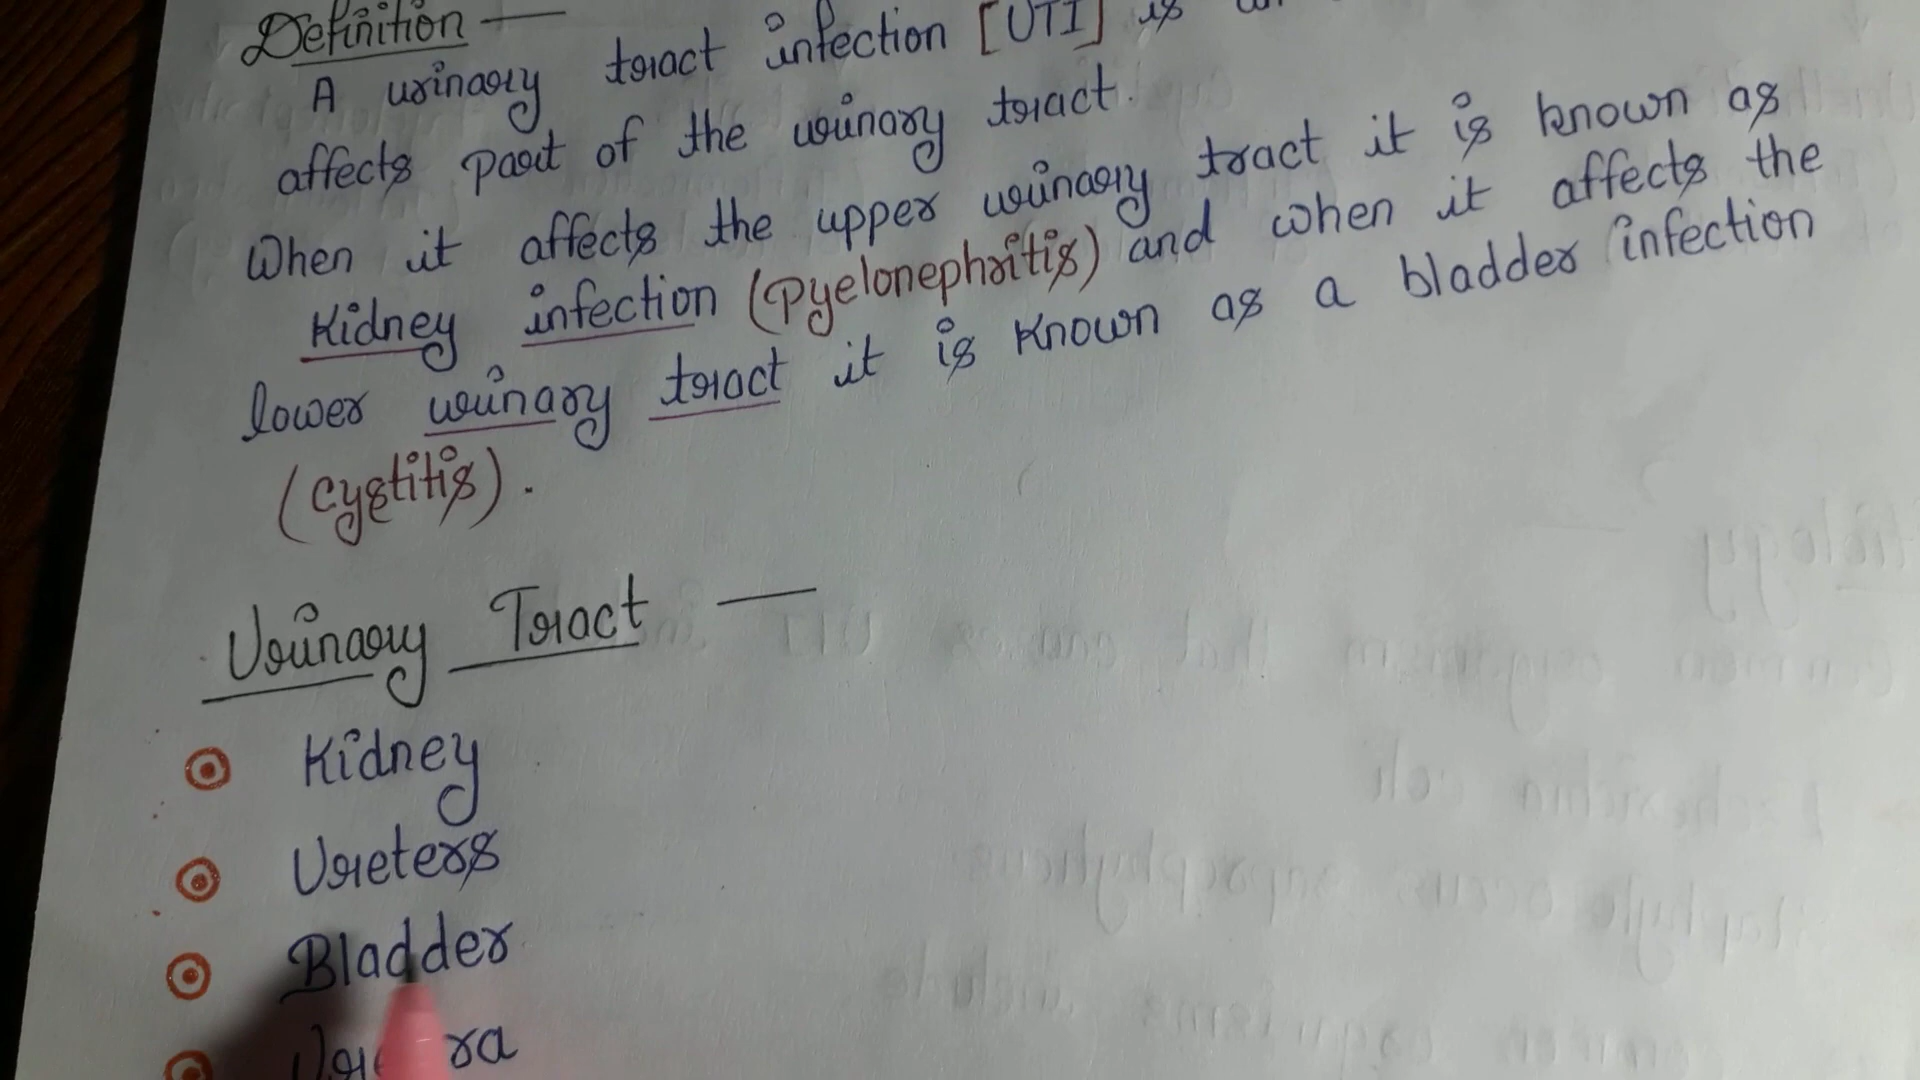 Definition —
A urinary tract infection [UTI] is
affects part of the urinary tract.
When it affects the upper urinary tract it is known as
Kidney infection (pyelonephritis) and when it affects the
lower urinary tract it is known as a bladder infection
(cystitis).
Urinary Tract —
Kidney
Ureters
Bladder